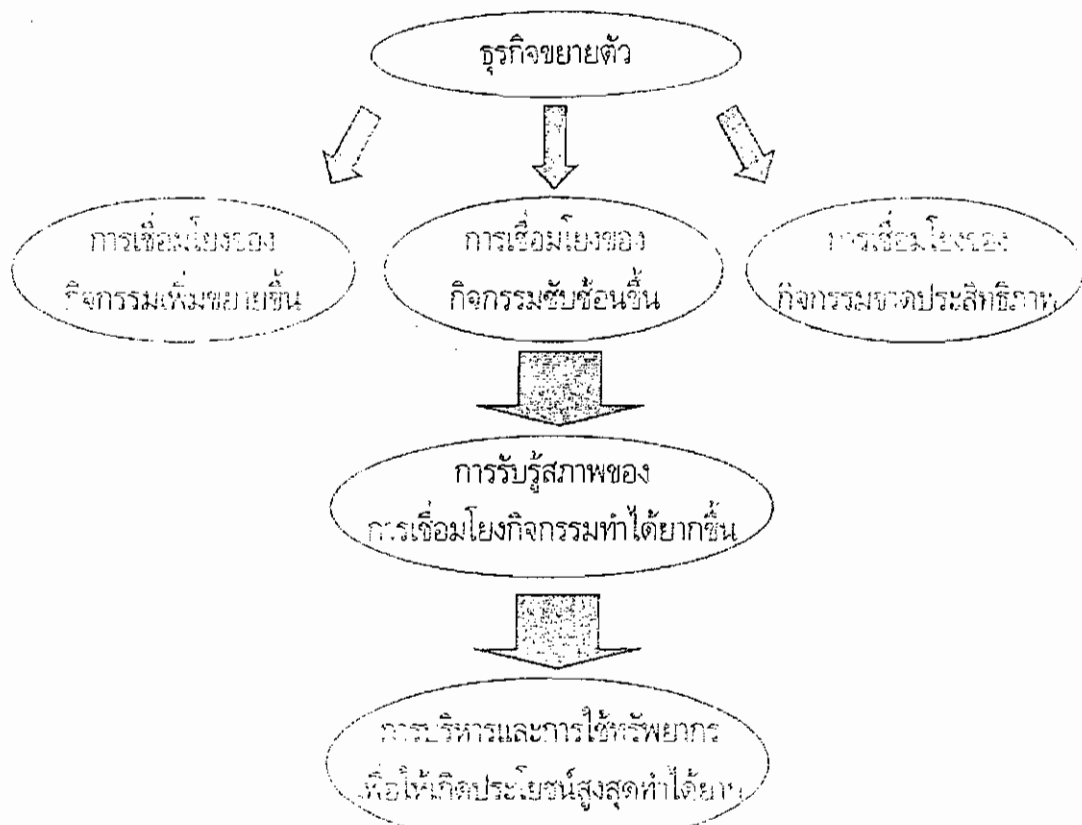 ธุรกิจขยายตัว
การเชื่อมโยงของ
กิจกรรมเพิ่มขยายขึ้น
การเชื่อมโยงของ
กิจกรรมซับซ้อนขึ้น
การเชื่อมโยงของ
กิจกรรมขาดประสิทธิภาพ
การรับรู้สภาพของ
การเชื่อมโยงกิจกรรมทำได้ยากขึ้น
การบริหารและการใช้ทรัพยากร
เพื่อให้เกิดประโยชน์สูงสุดทำได้ยาก